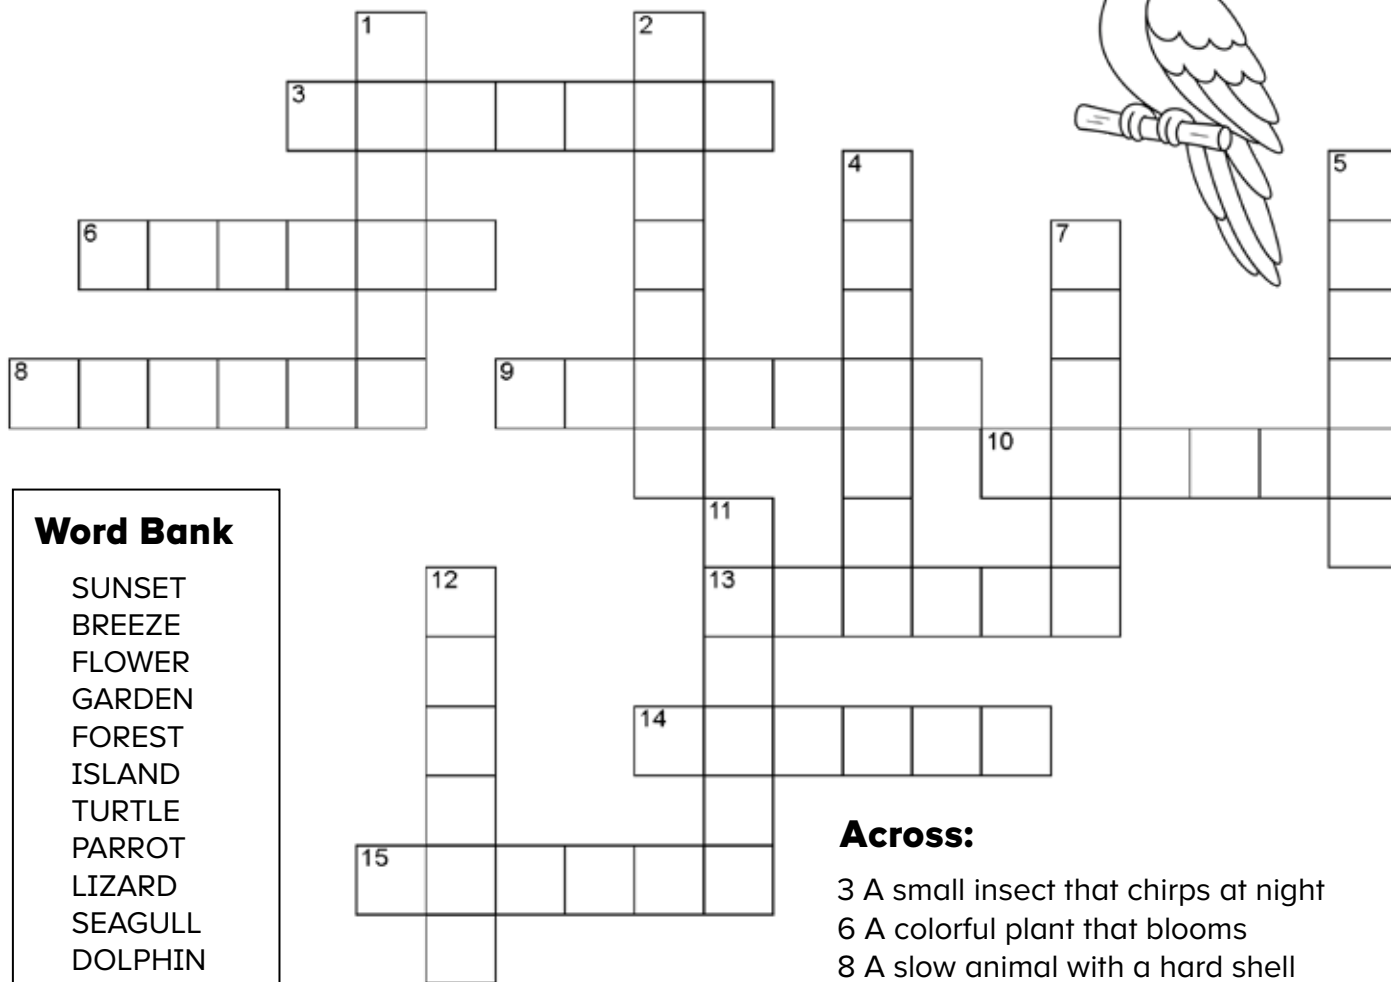 1
2
3
4
5
6
7
8
9
10
11
12
13
14
15
Word Bank
SUNSET
BREEZE
FLOWER
GARDEN
FOREST
ISLAND
TURTLE
PARROT
LIZARD
SEAGULL
DOLPHIN
Across:
3 A small insect that chirps at night
6 A colorful plant that blooms
8 A slow animal with a hard shell